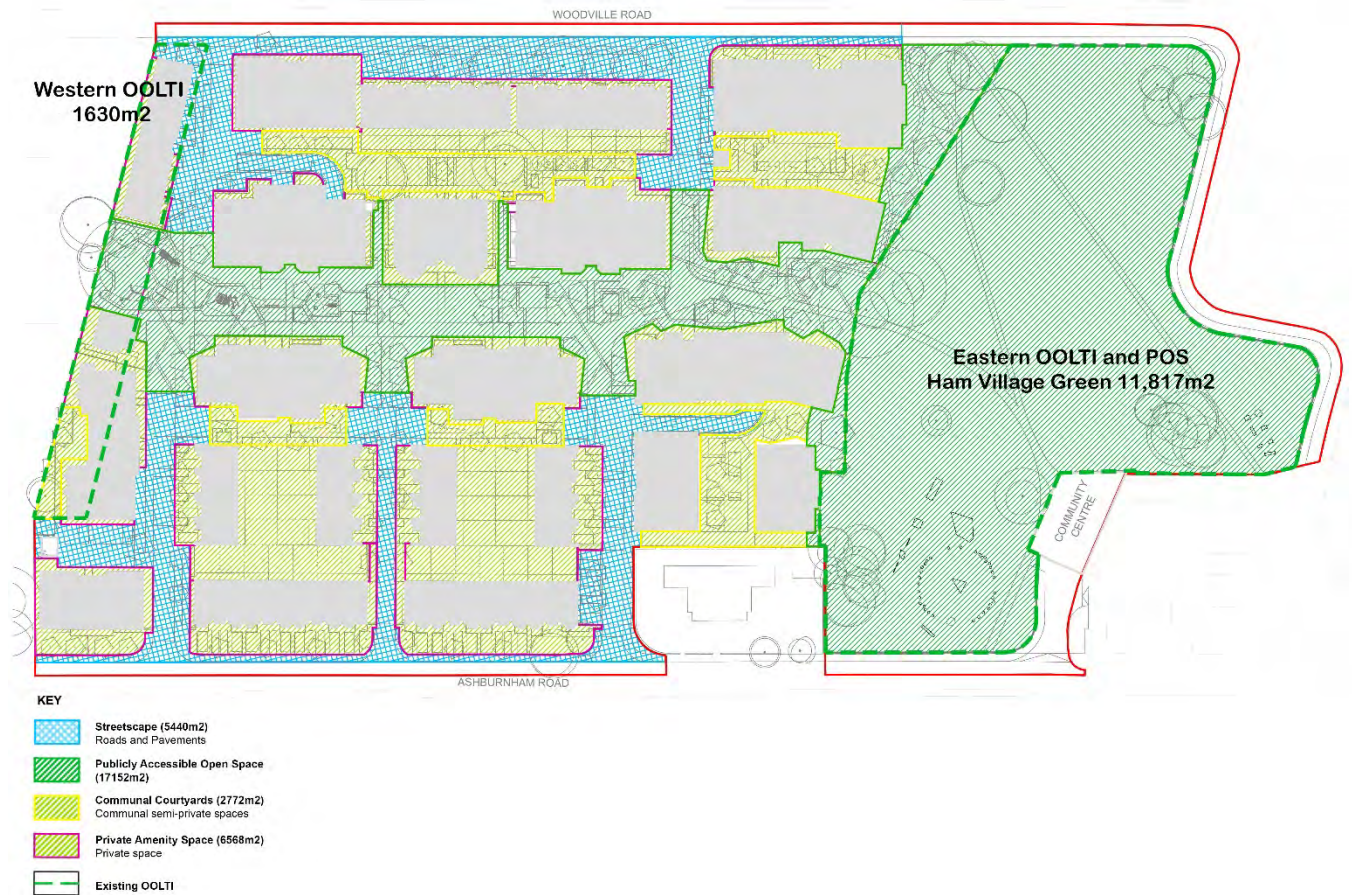 WOODVILLE ROAD
Western OOLTI
1630m2
Eastern OOLTI and POS
Ham Village Green 11,817m2
COMMUNITY
CENTRE
ASHBURNHAM ROAD
KEY
Streetscape (5440m2)
Roads and Pavements
Publicly Accessible Open Space
(17152m2)
Communal Courtyards (2772m2)
Communal semi-private spaces
Private Amenity Space (6568m2)
Private space
Existing OOLTI